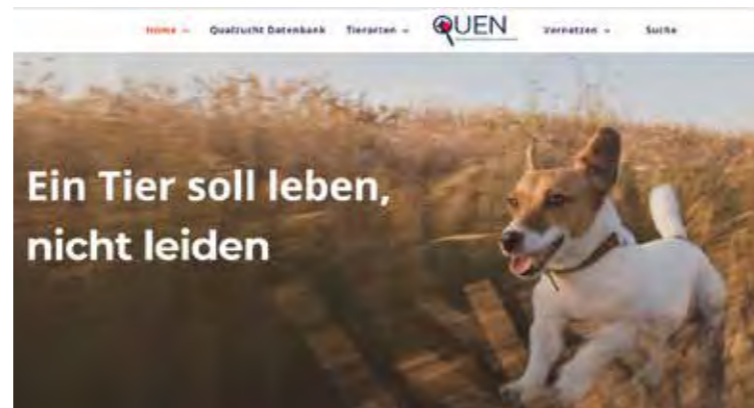 Home Qualzucht Datenbank Tierarten QUEN Vernetzen Suche
Ein Tier soll leben,
nicht leiden